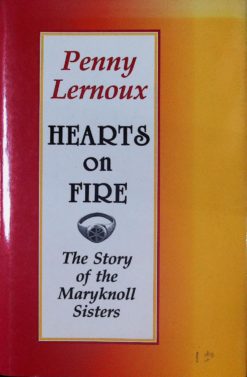 Penny
Lernoux
HEARTS
on
FIRE
The Story
of the
Maryknoll
Sisters